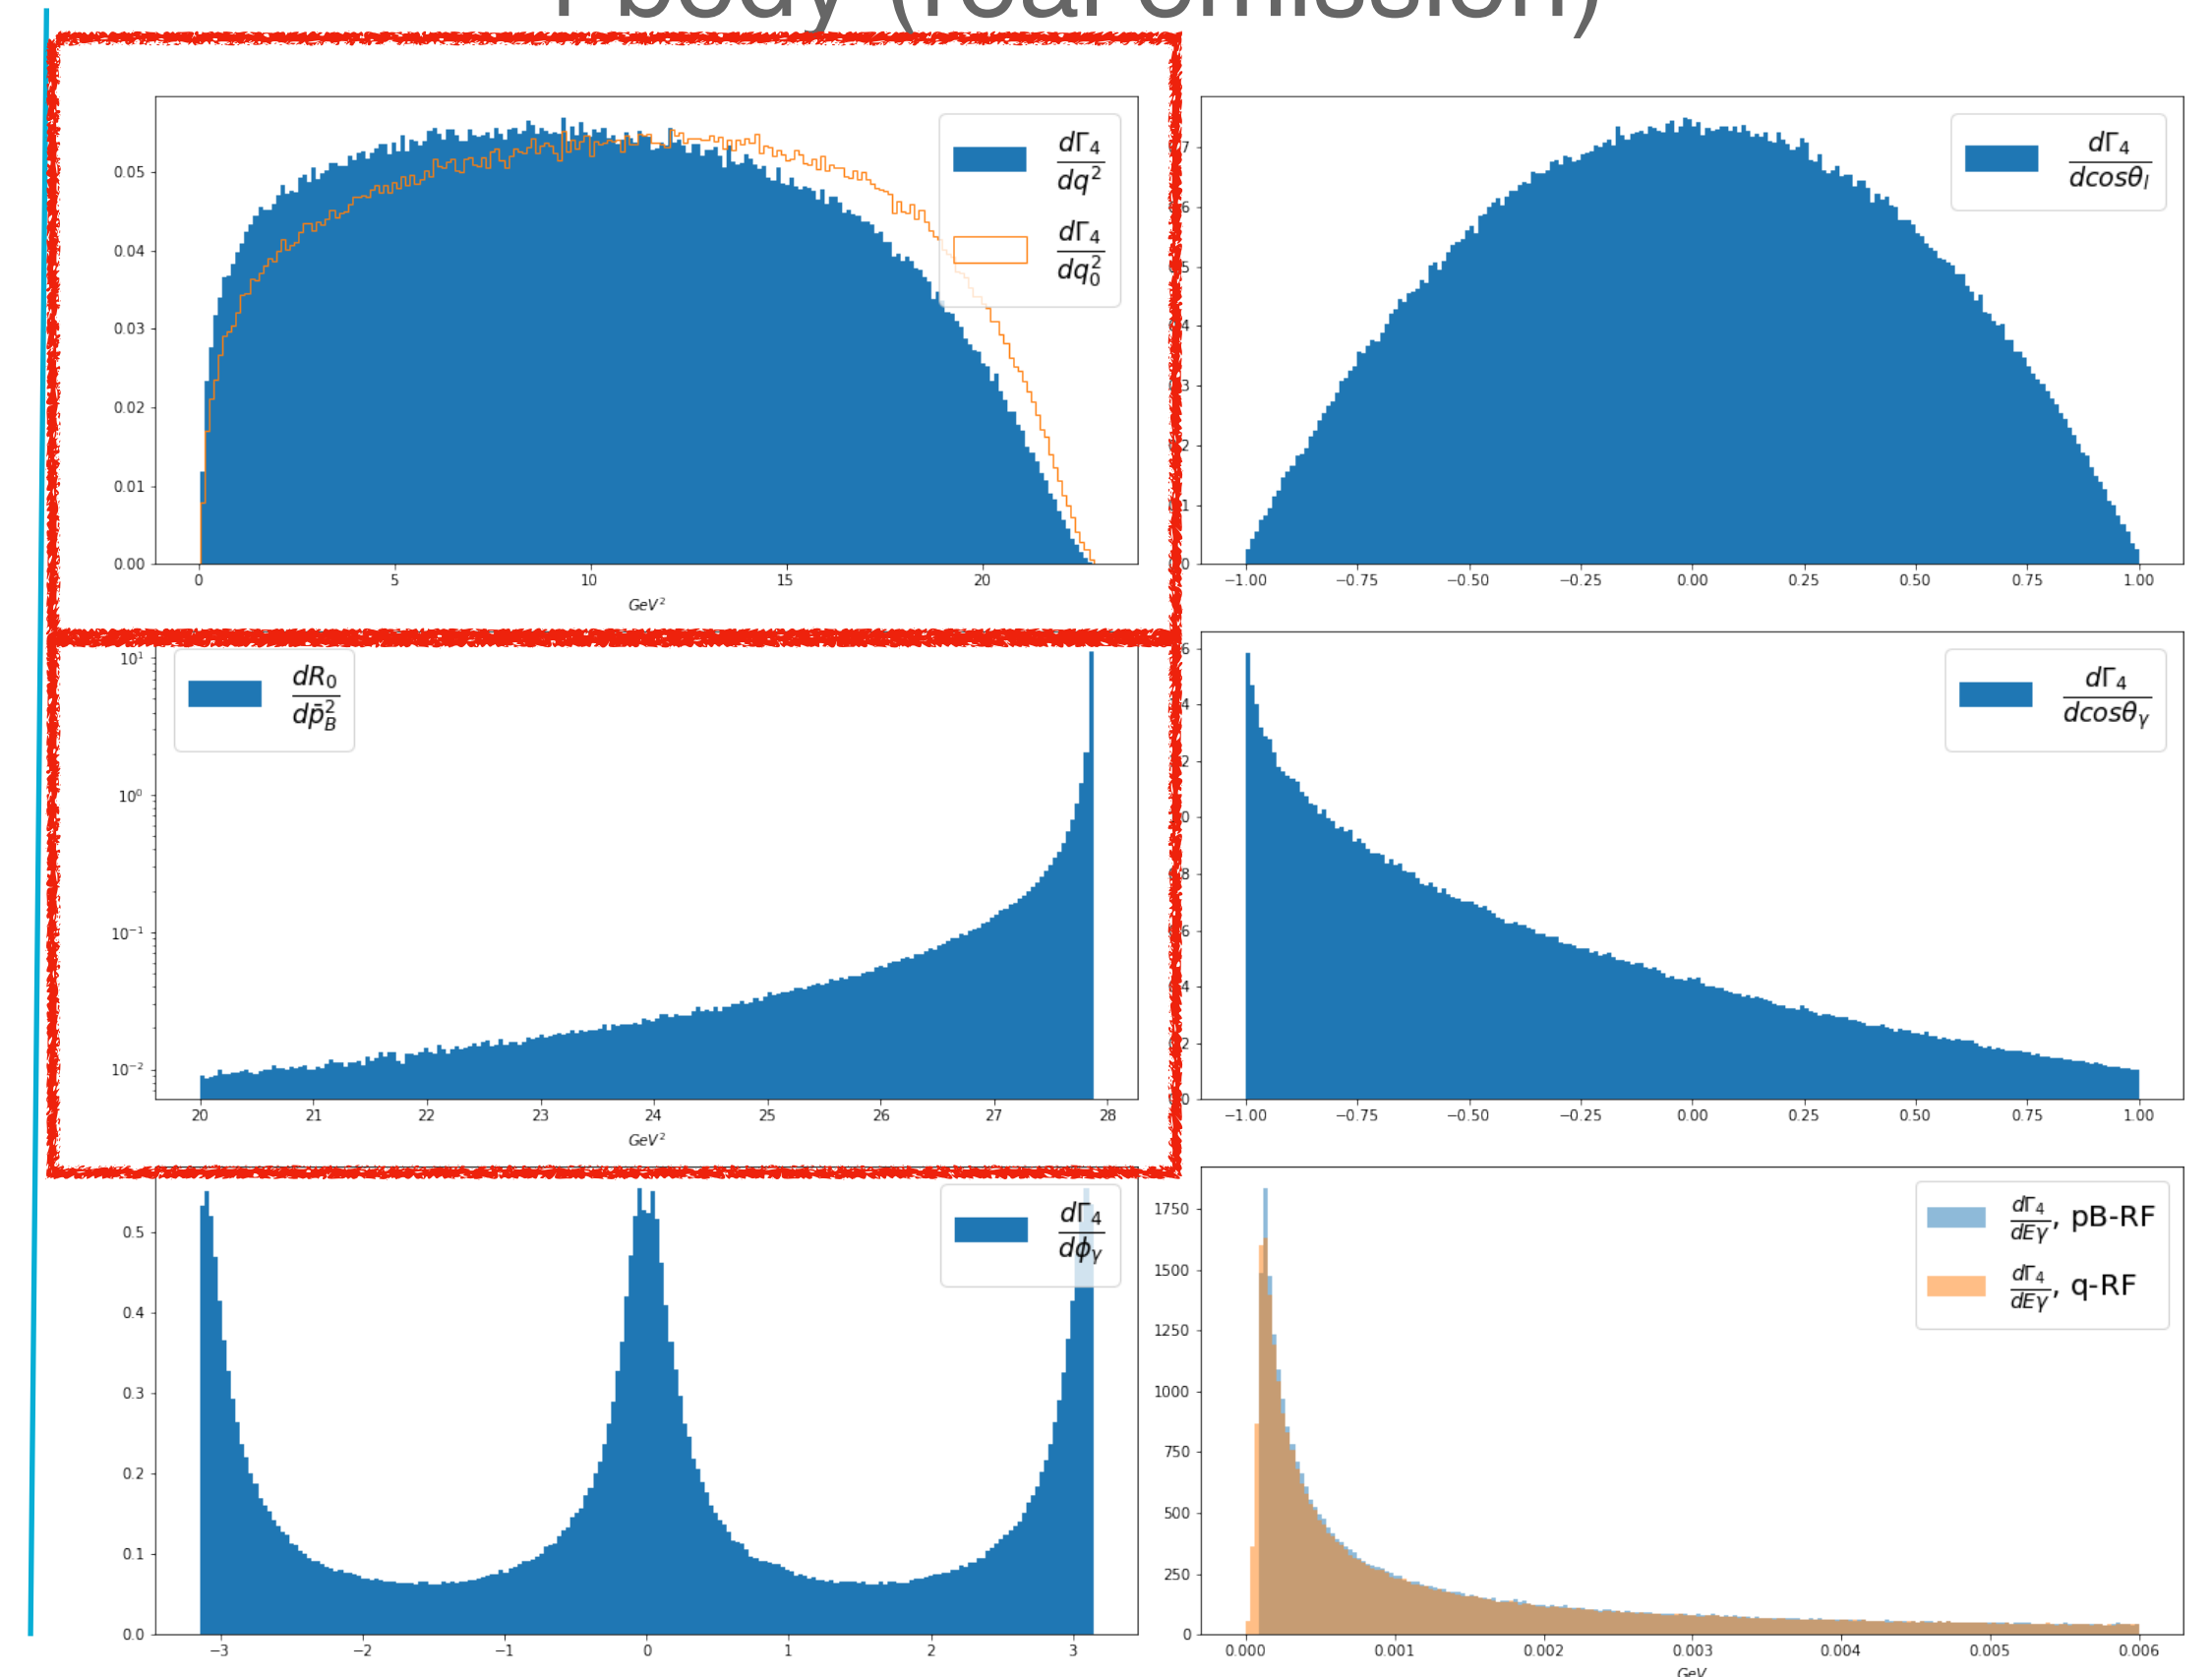 body (real emission)
0.05
0.04
0.03
0.02
0.01
0.00
0 5 10 15 20
GeV²
dΓ₄
dq²
dΓ₄
dq₀²
−1.00 −0.75 −0.50 −0.25 0.00 0.25 0.50 0.75 1.00
dΓ₄
dcosθₗ
10¹
10⁰
10⁻¹
10⁻²
20 21 22 23 24 25 26 27 28
GeV²
dR₀
dp̄_B²
−1.00 −0.75 −0.50 −0.25 0.00 0.25 0.50 0.75 1.00
dΓ₄
dcosθᵧ
0.5
0.4
0.3
0.2
0.1
0.0
−3 −2 −1 0 1 2 3
dΓ₄
dϕᵧ
1750
1500
1250
1000
750
500
250
0
0.000 0.001 0.002 0.003 0.004 0.005 0.006
GeV
dΓ₄
dEγ, pB-RF
dΓ₄
dEγ, q-RF